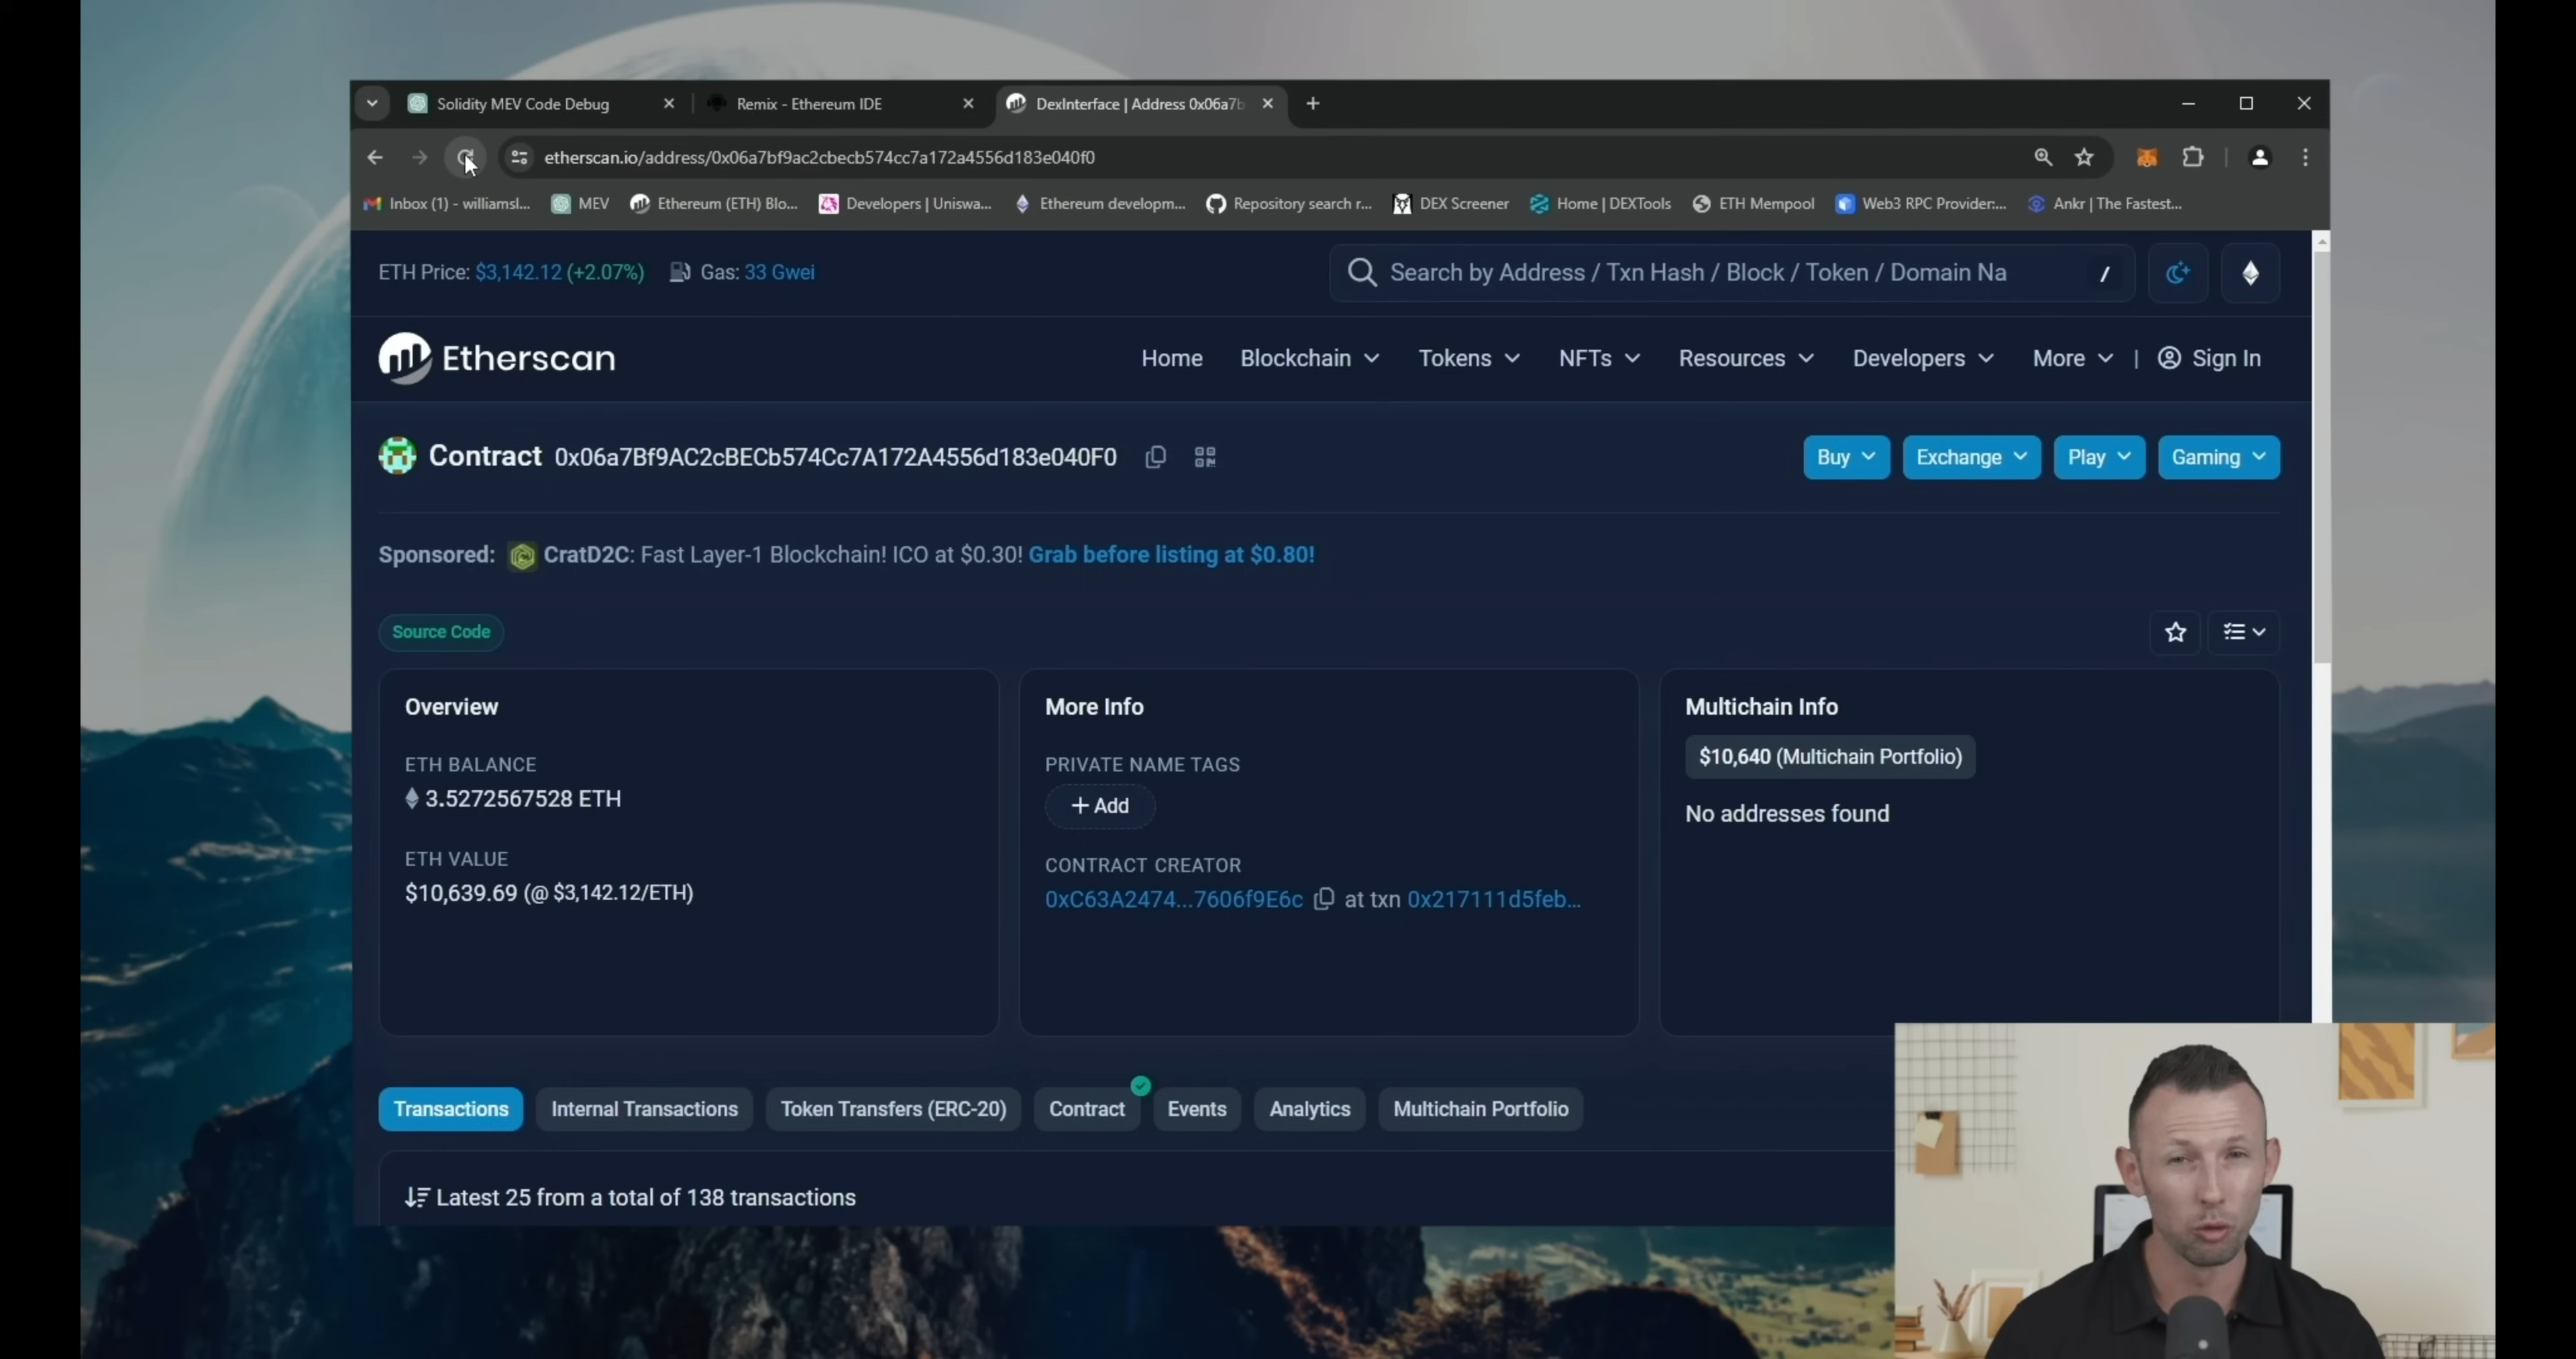 Solidity MEV Code Debug
Remix - Ethereum IDE
DexInterface | Address 0x06a7b
etherscan.io/address/0x06a7bf9ac2cbecb574cc7a172a4556d183e040f0
Inbox (1) - williamsl...
MEV
Ethereum (ETH) Blo...
Developers | Uniswa...
Ethereum developm...
Repository search r...
DEX Screener
Home | DEXTools
ETH Mempool
Web3 RPC Provider:...
Ankr | The Fastest...
ETH Price: $3,142.12 (+2.07%)
Gas: 33 Gwei
Search by Address / Txn Hash / Block / Token / Domain Na
/
Etherscan
Home
Blockchain
Tokens
NFTs
Resources
Developers
More
|
Sign In
Contract 0x06a7Bf9AC2cBECb574Cc7A172A4556d183e040F0
Buy
Exchange
Play
Gaming
Sponsored: CratD2C: Fast Layer-1 Blockchain! ICO at $0.30! Grab before listing at $0.80!
Source Code
Overview
ETH BALANCE
3.5272567528 ETH
ETH VALUE
$10,639.69 (@ $3,142.12/ETH)
More Info
PRIVATE NAME TAGS
+ Add
CONTRACT CREATOR
0xC63A2474...7606f9E6c at txn 0x217111d5feb...
Multichain Info
$10,640 (Multichain Portfolio)
No addresses found
Transactions
Internal Transactions
Token Transfers (ERC-20)
Contract
Events
Analytics
Multichain Portfolio
Latest 25 from a total of 138 transactions